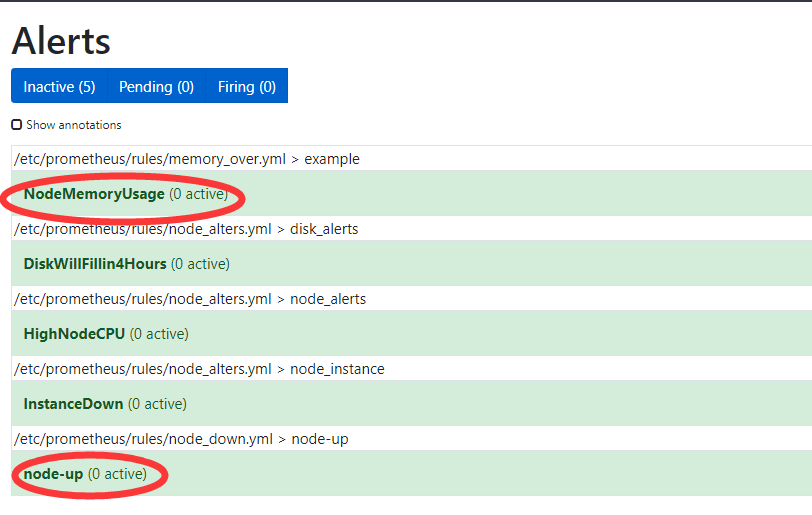 Alerts
Inactive (5) Pending (0) Firing (0)
Show annotations
/etc/prometheus/rules/memory_over.yml > example
NodeMemoryUsage (0 active)
/etc/prometheus/rules/node_alters.yml > disk_alerts
DiskWillFillin4Hours (0 active)
/etc/prometheus/rules/node_alters.yml > node_alerts
HighNodeCPU (0 active)
/etc/prometheus/rules/node_alters.yml > node_instance
InstanceDown (0 active)
/etc/prometheus/rules/node_down.yml > node-up
node-up (0 active)